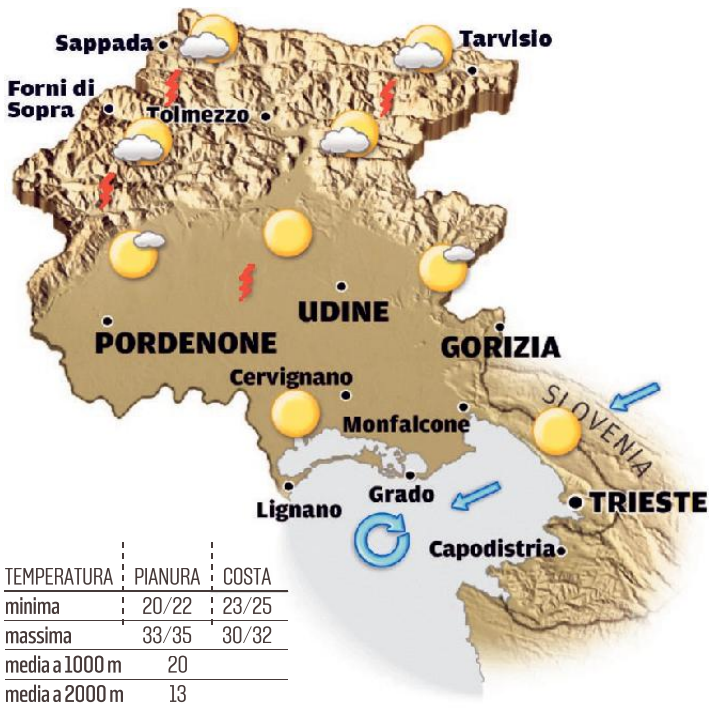 Sappada
Tarvisio
Forni di
Sopra
Tolmezzo
UDINE
PORDENONE
GORIZIA
Cervignano
SLOVENIA
Monfalcone
Grado
Lignano
TRIESTE
Capodistria
TEMPERATURA PIANURA COSTA
minima 20/22 23/25
massima 33/35 30/32
media a 1000 m 20
media a 2000 m 13